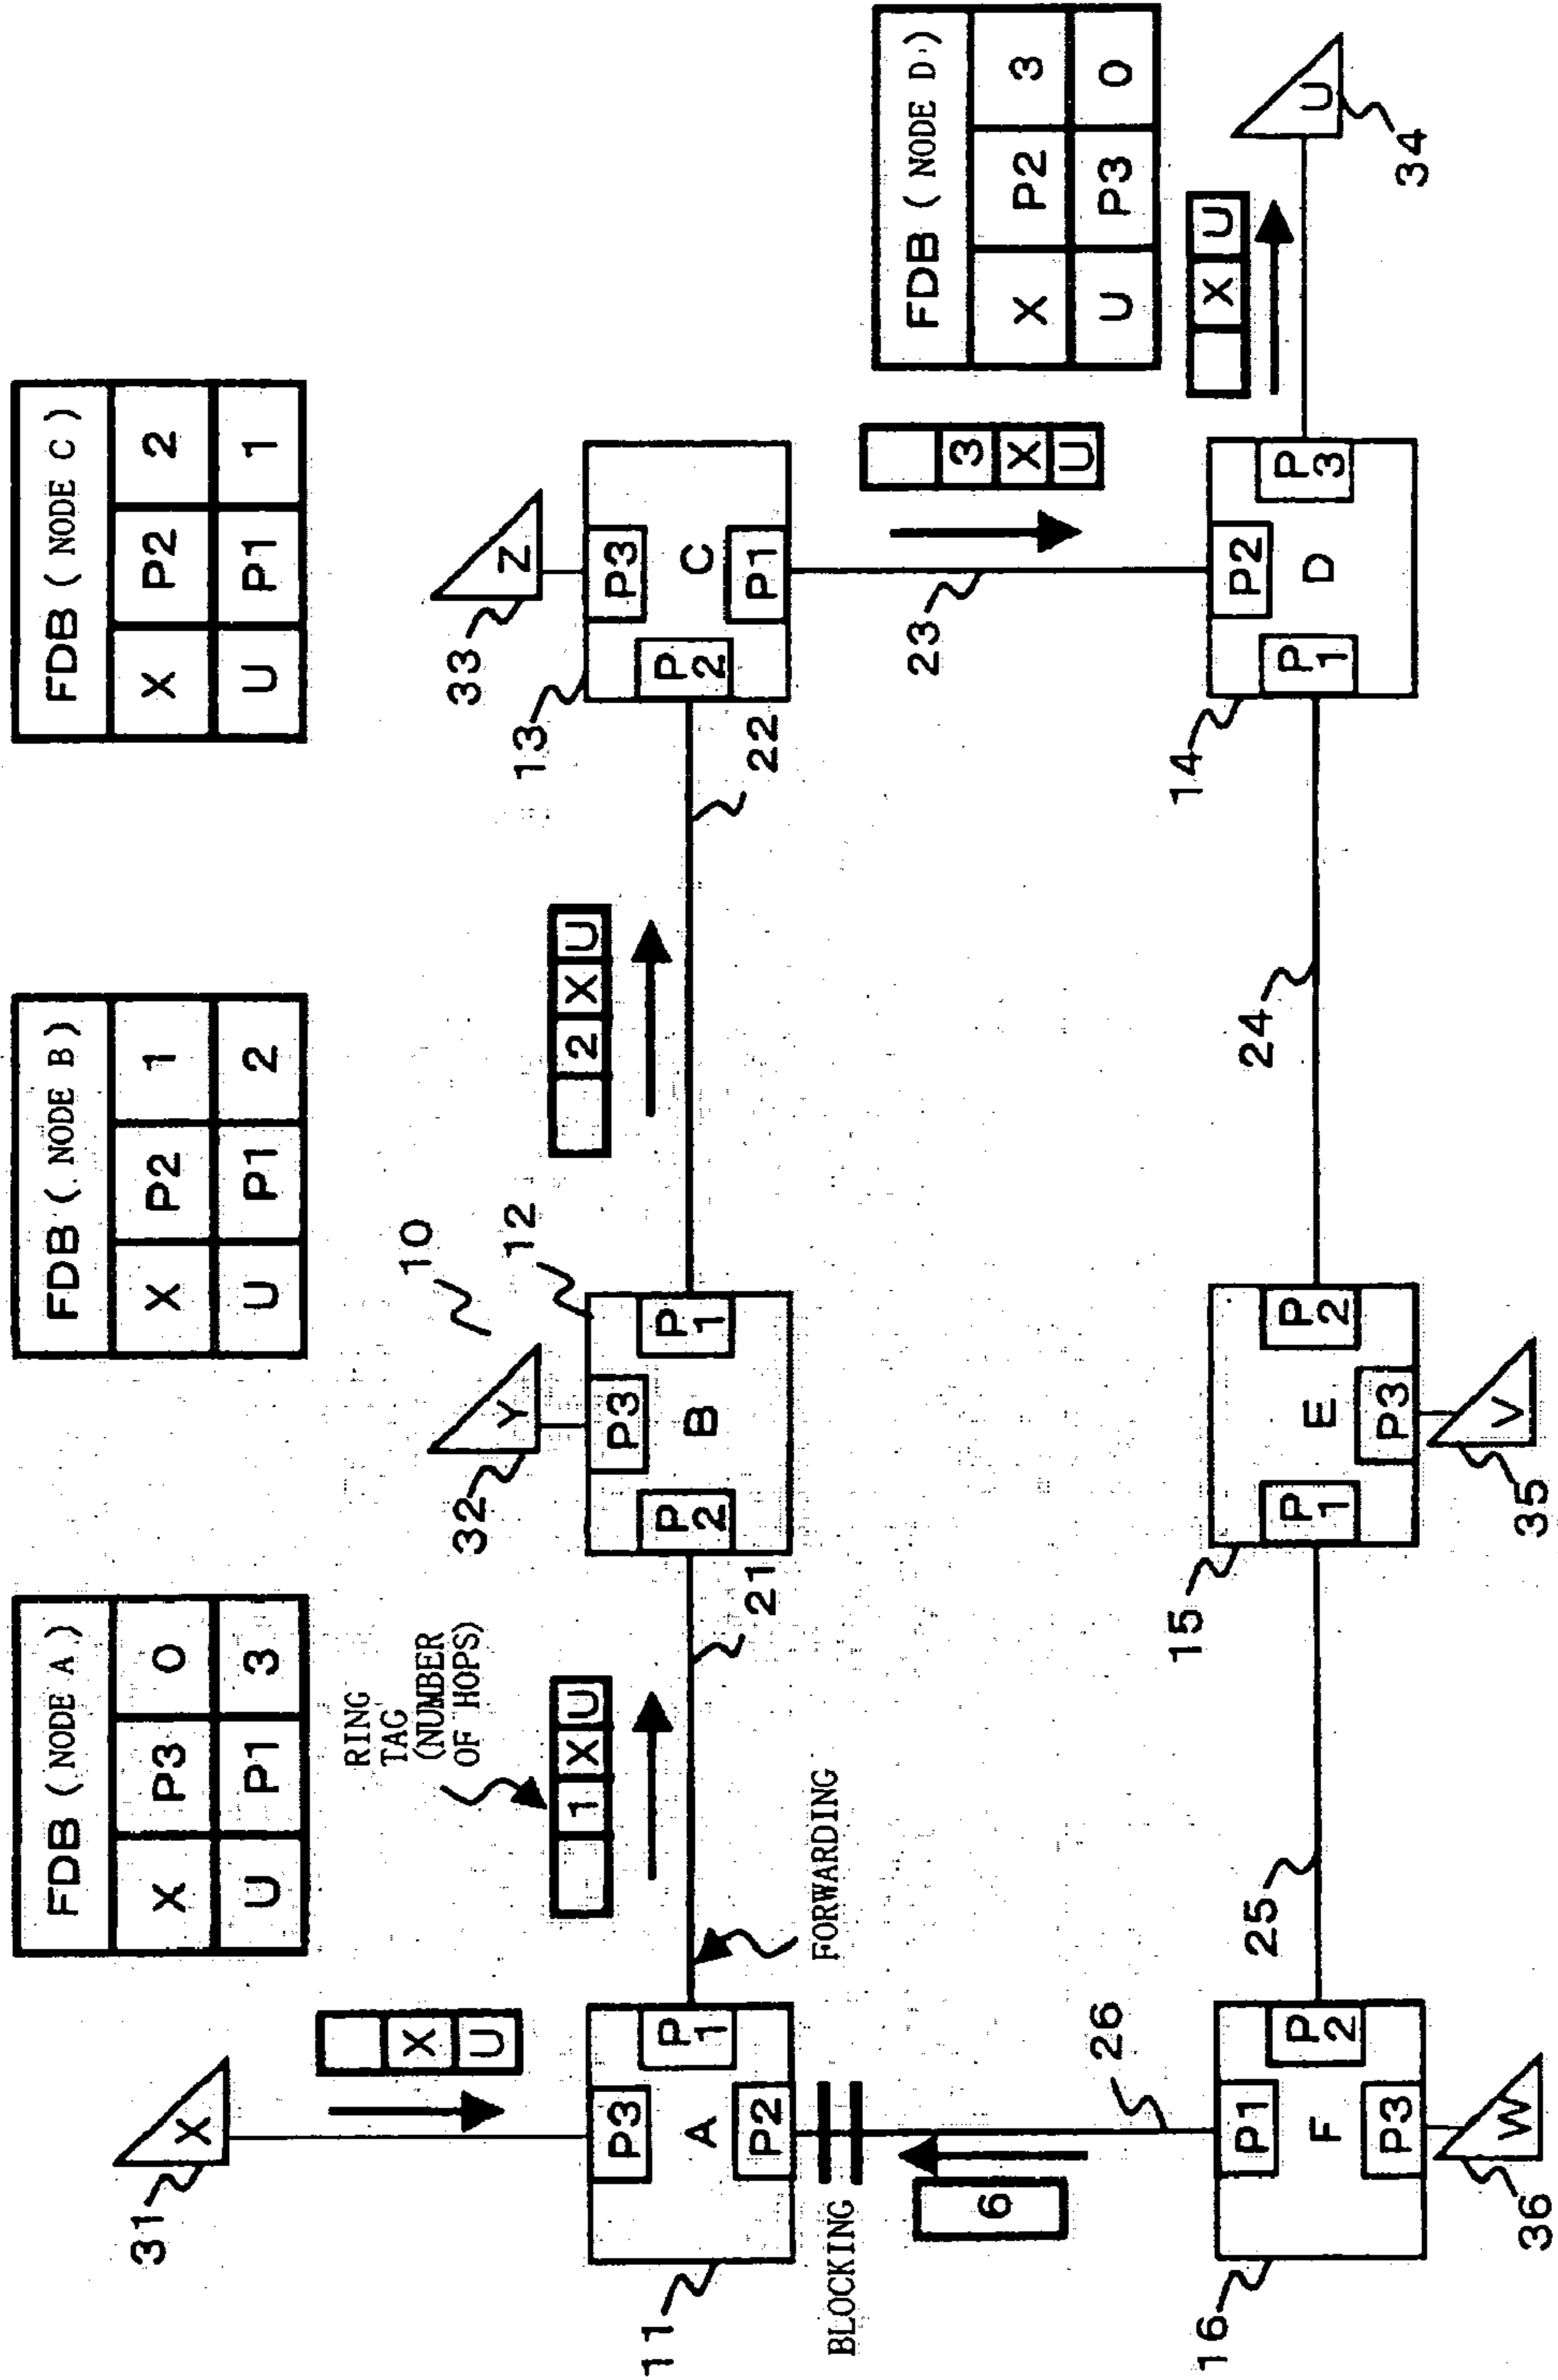 FDB ( NODE A )
X P3 0
U P1 3
FDB ( NODE B )
X P2 1
U P1 2
FDB ( NODE C )
X P2 2
U P1 1
FDB ( NODE D )
X P2 3
U P3 0
31
X
X
U
RING
TAG
(NUMBER
OF HOPS)
1 X U
10
32
Y
12
2 X U
33
Z
13
11
P3
A
P1
P2
FORWARDING
21
P3
P2
B
P1
22
P3
P2
C
P1
BLOCKING
6
26
23
3
X
U
X U
U
34
16
P1
F
P2
P3
W
36
25
15
P1
E
P2
P3
V
35
24
14
P2
P1
D
P3